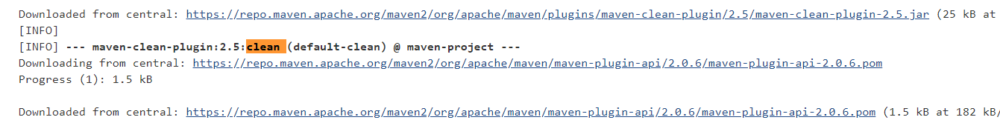 Downloaded from central: https://repo.maven.apache.org/maven2/org/apache/maven/plugins/maven-clean-plugin/2.5/maven-clean-plugin-2.5.jar (25 kB at
[INFO]
[INFO] --- maven-clean-plugin:2.5:clean (default-clean) @ maven-project ---
Downloading from central: https://repo.maven.apache.org/maven2/org/apache/maven/maven-plugin-api/2.0.6/maven-plugin-api-2.0.6.pom
Progress (1): 1.5 kB
Downloaded from central: https://repo.maven.apache.org/maven2/org/apache/maven/maven-plugin-api/2.0.6/maven-plugin-api-2.0.6.pom (1.5 kB at 182 kB/